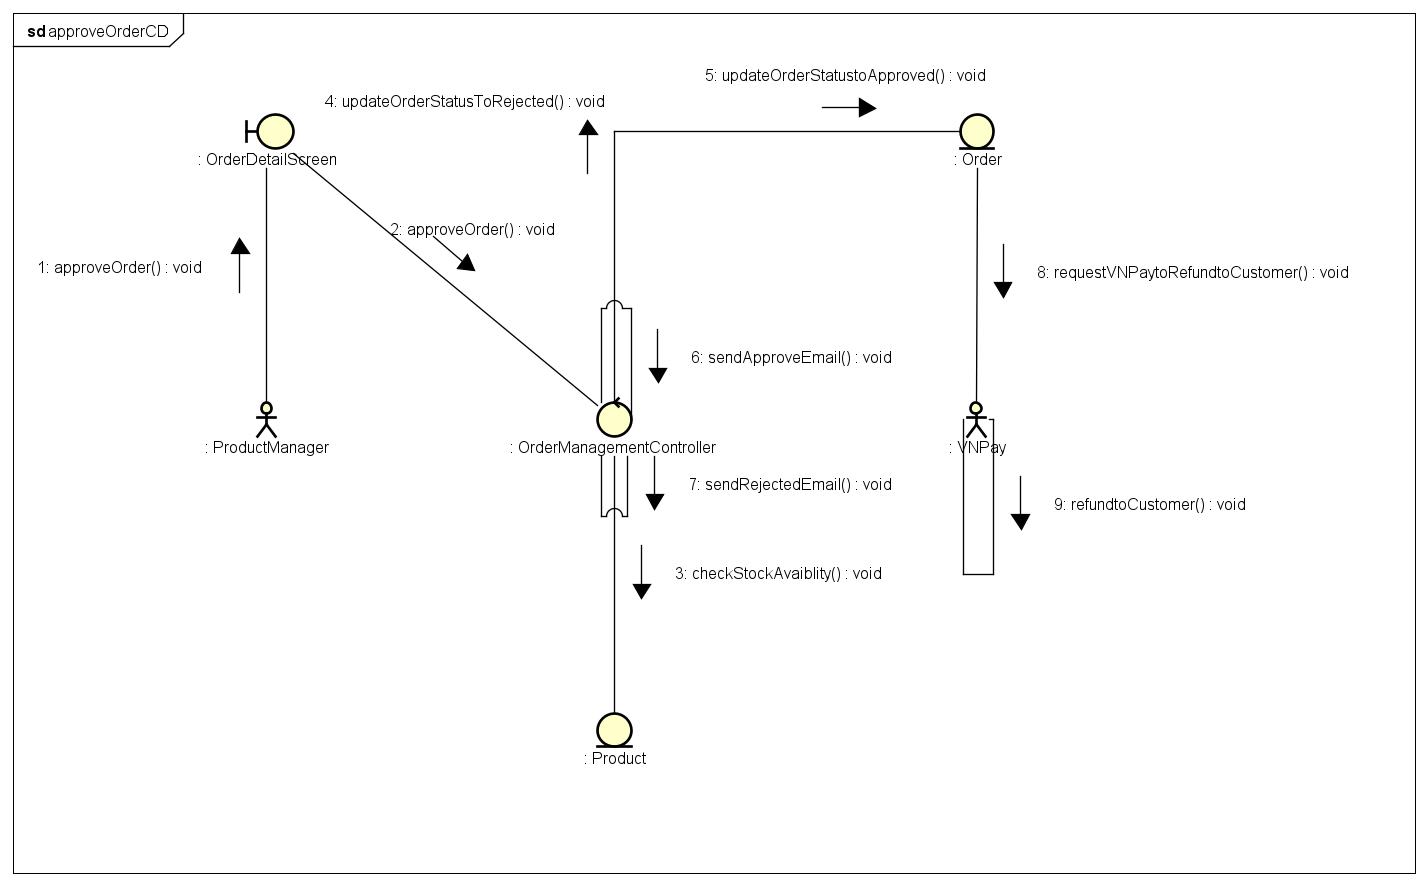 sd approveOrderCD
5: updateOrderStatustoApproved() : void
4: updateOrderStatusToRejected() : void
: OrderDetailScreen
: Order
2: approveOrder() : void
1: approveOrder() : void
8: requestVNPaytoRefundtoCustomer() : void
6: sendApproveEmail() : void
: ProductManager
: OrderManagementController
: VNPay
7: sendRejectedEmail() : void
9: refundtoCustomer() : void
3: checkStockAvaiblity() : void
: Product